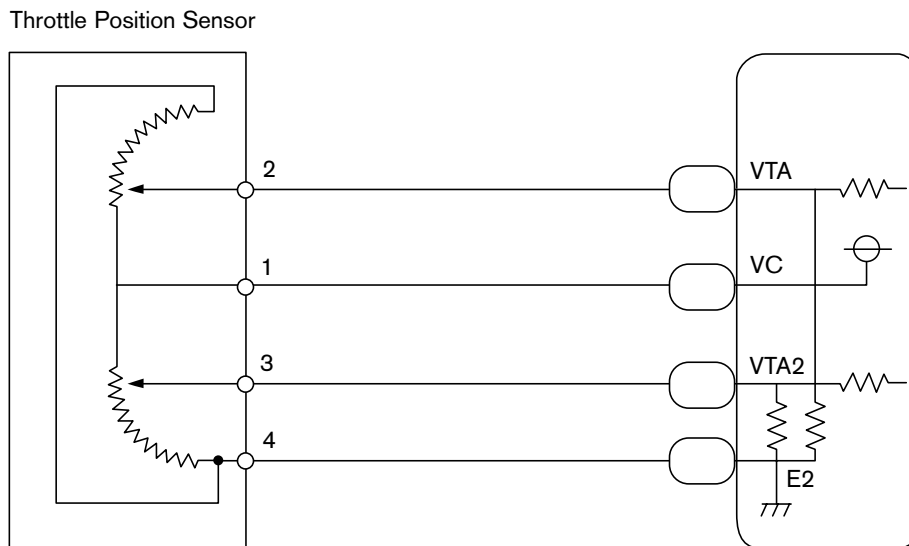 Throttle Position Sensor
2
VTA
1
VC
3
VTA2
4
E2